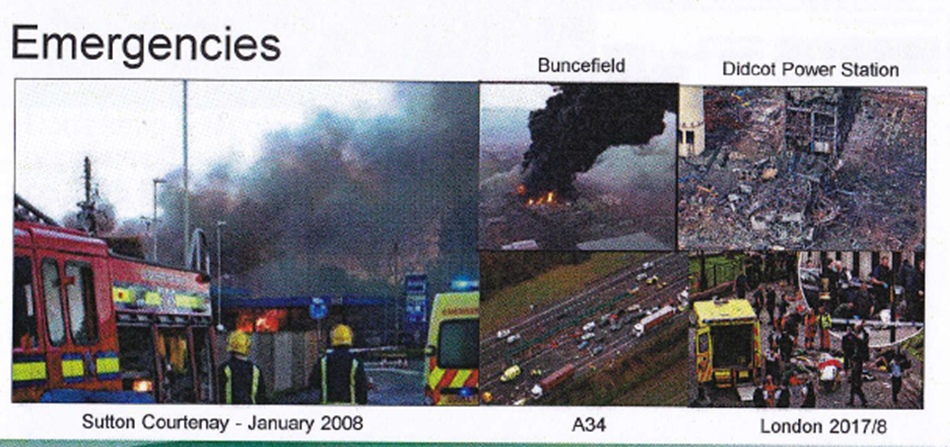 Emergencies
Buncefield
Didcot Power Station
Sutton Courtenay - January 2008
A34
London 2017/8